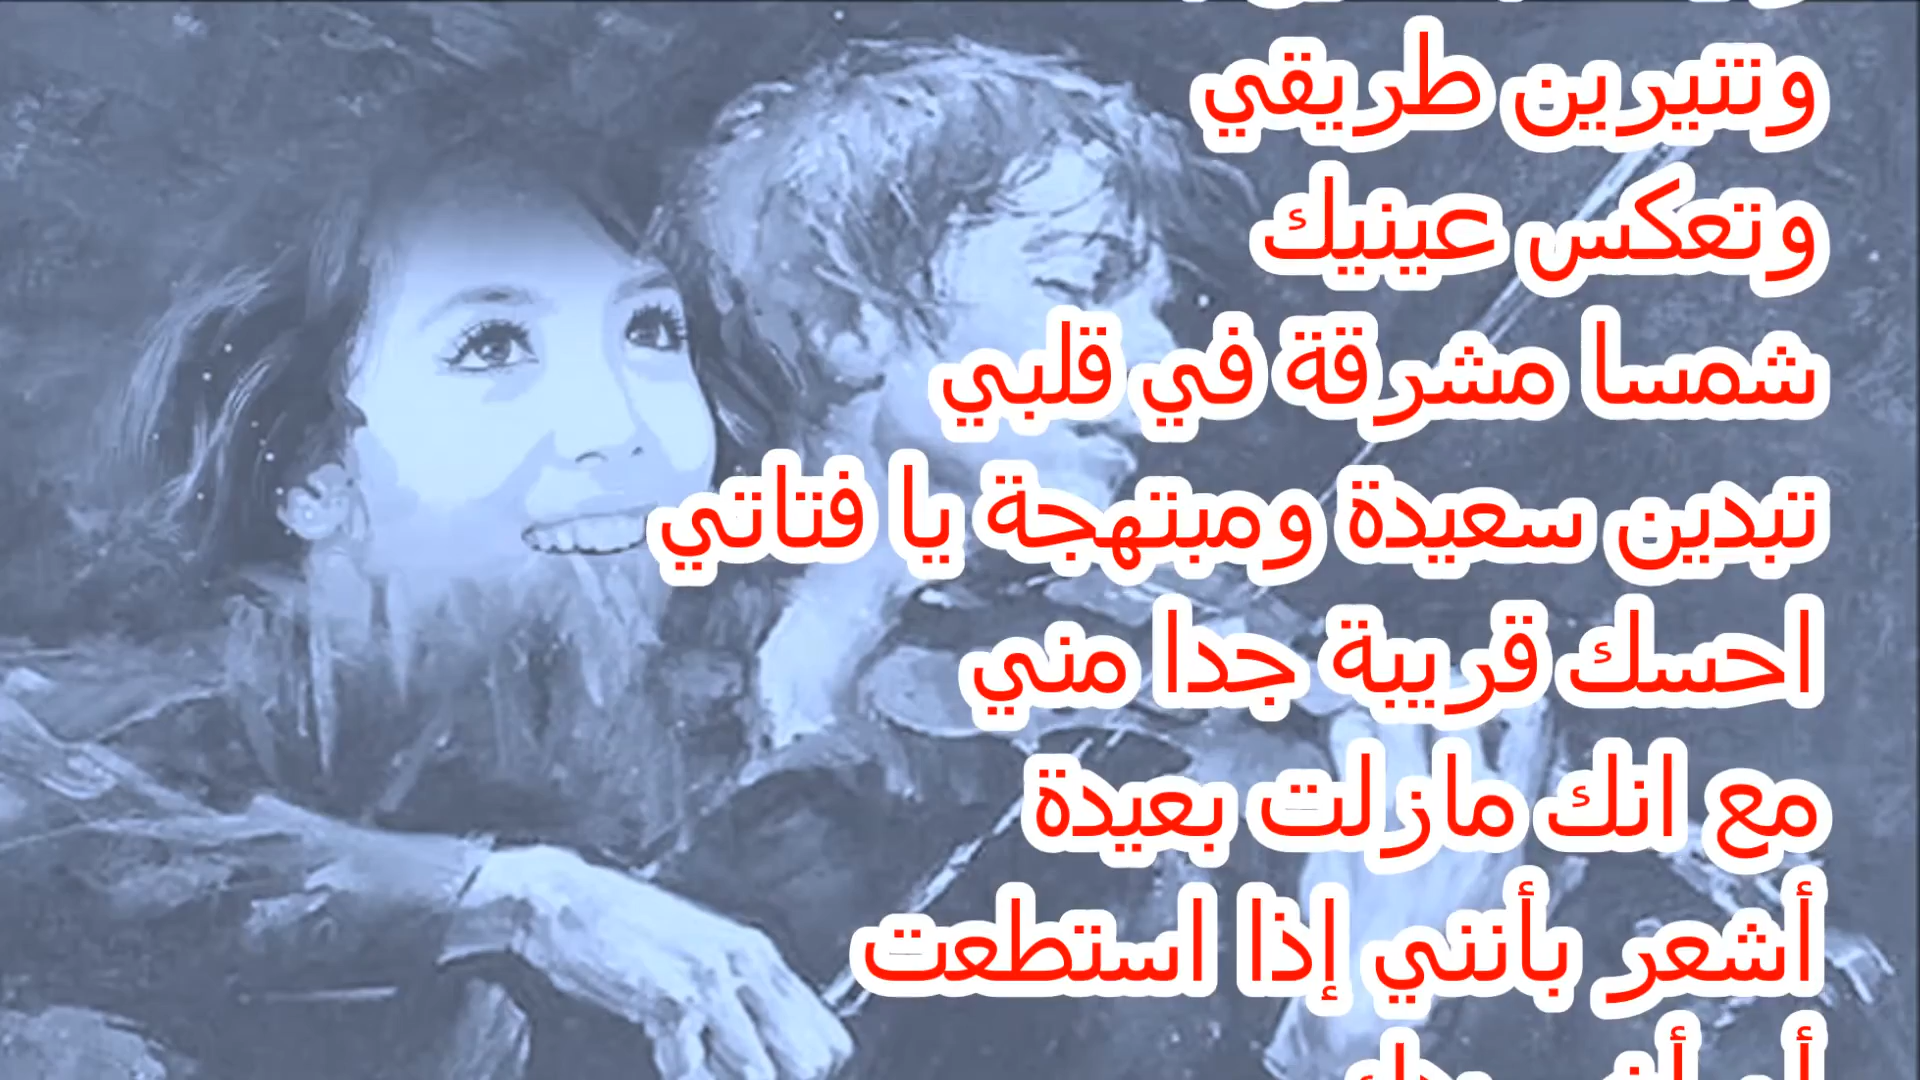 وتنيرين طريقي
وتعكس عينيك
شمسا مشرقة في قلبي
تبدين سعيدة ومبتهجة يا فتاتي
احسك قريبة جدا مني
مع انك مازلت بعيدة
أشعر بأنني إذا استطعت